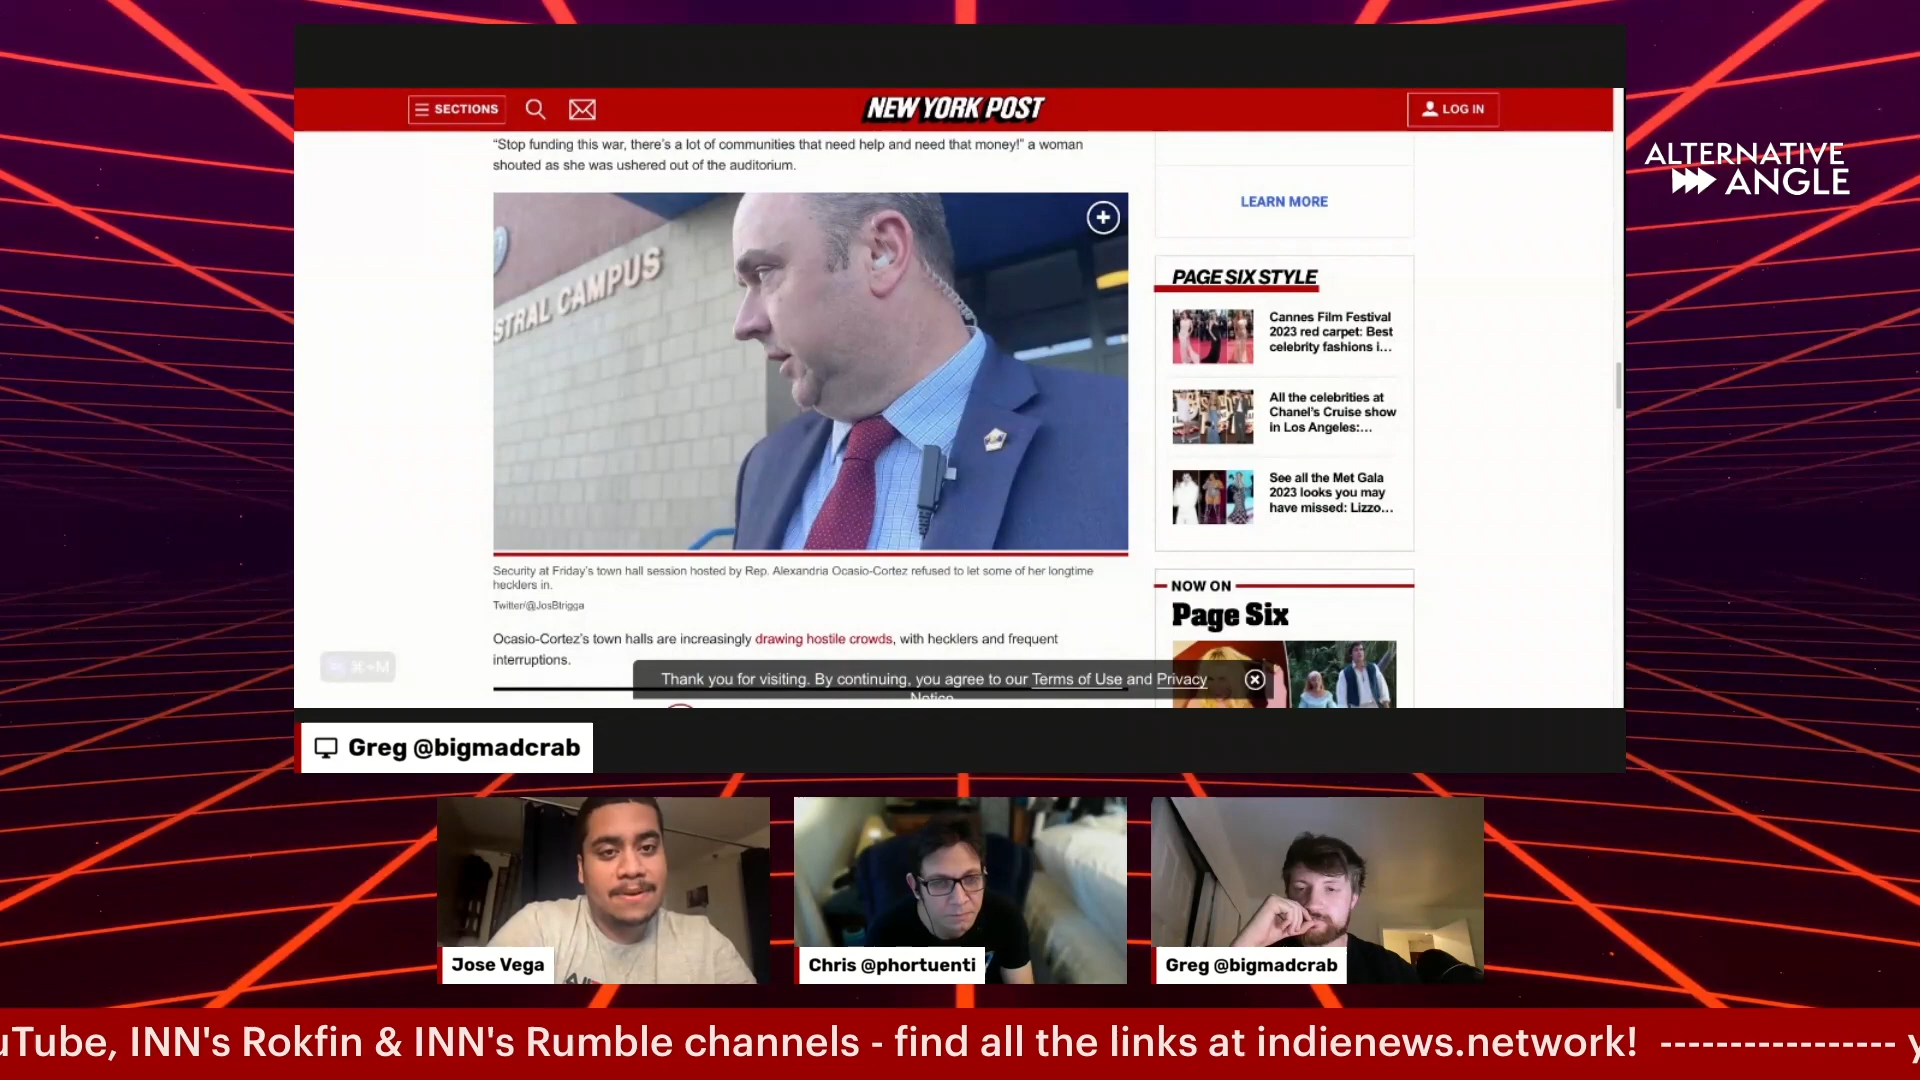 SECTIONS
NEW YORK POST
LOG IN
“Stop funding this war, there’s a lot of communities that need help and need that money!” a woman
shouted as she was ushered out of the auditorium.
STRAL CAMPUS
Security at Friday’s town hall session hosted by Rep. Alexandria Ocasio-Cortez refused to let some of her longtime
hecklers in.
Twitter/@JosBtrigga
Ocasio-Cortez’s town halls are increasingly drawing hostile crowds, with hecklers and frequent
interruptions.
LEARN MORE
PAGE SIX STYLE
Cannes Film Festival
2023 red carpet: Best
celebrity fashions i...
All the celebrities at
Chanel’s Cruise show
in Los Angeles:...
See all the Met Gala
2023 looks you may
have missed: Lizzo...
NOW ON
Page Six
⌘+M
Thank you for visiting. By continuing, you agree to our Terms of Use and Privacy
Notice
ALTERNATIVE
ANGLE
Greg @bigmadcrab
Jose Vega
Chris @phortuenti
Greg @bigmadcrab
uTube, INN's Rokfin & INN's Rumble channels - find all the links at indienews.network! ----------------- y